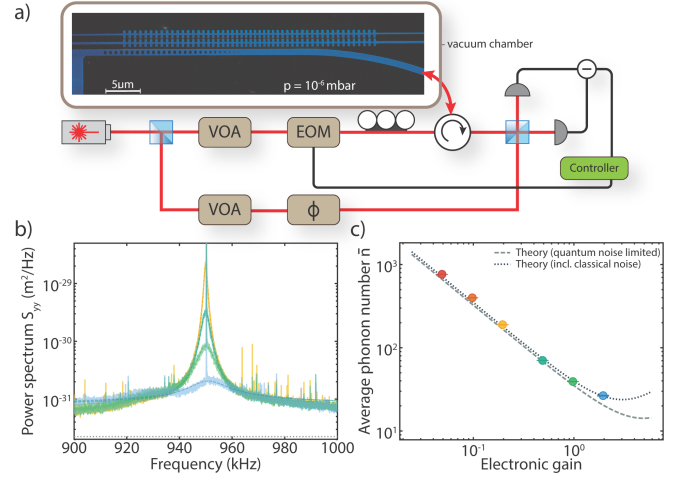 a)
- vacuum chamber
5um
p = 10⁻⁶ mbar
VOA
EOM
Controller
VOA
ϕ
b)
Power spectrum Sᵧᵧ (m²/Hz)
10⁻²⁹
10⁻³⁰
10⁻³¹
900
920
940
960
980
1000
Frequency (kHz)
c)
Average phonon number n̄
10³
10²
10¹
10⁻¹
10⁰
Electronic gain
Theory (quantum noise limited)
Theory (incl. classical noise)